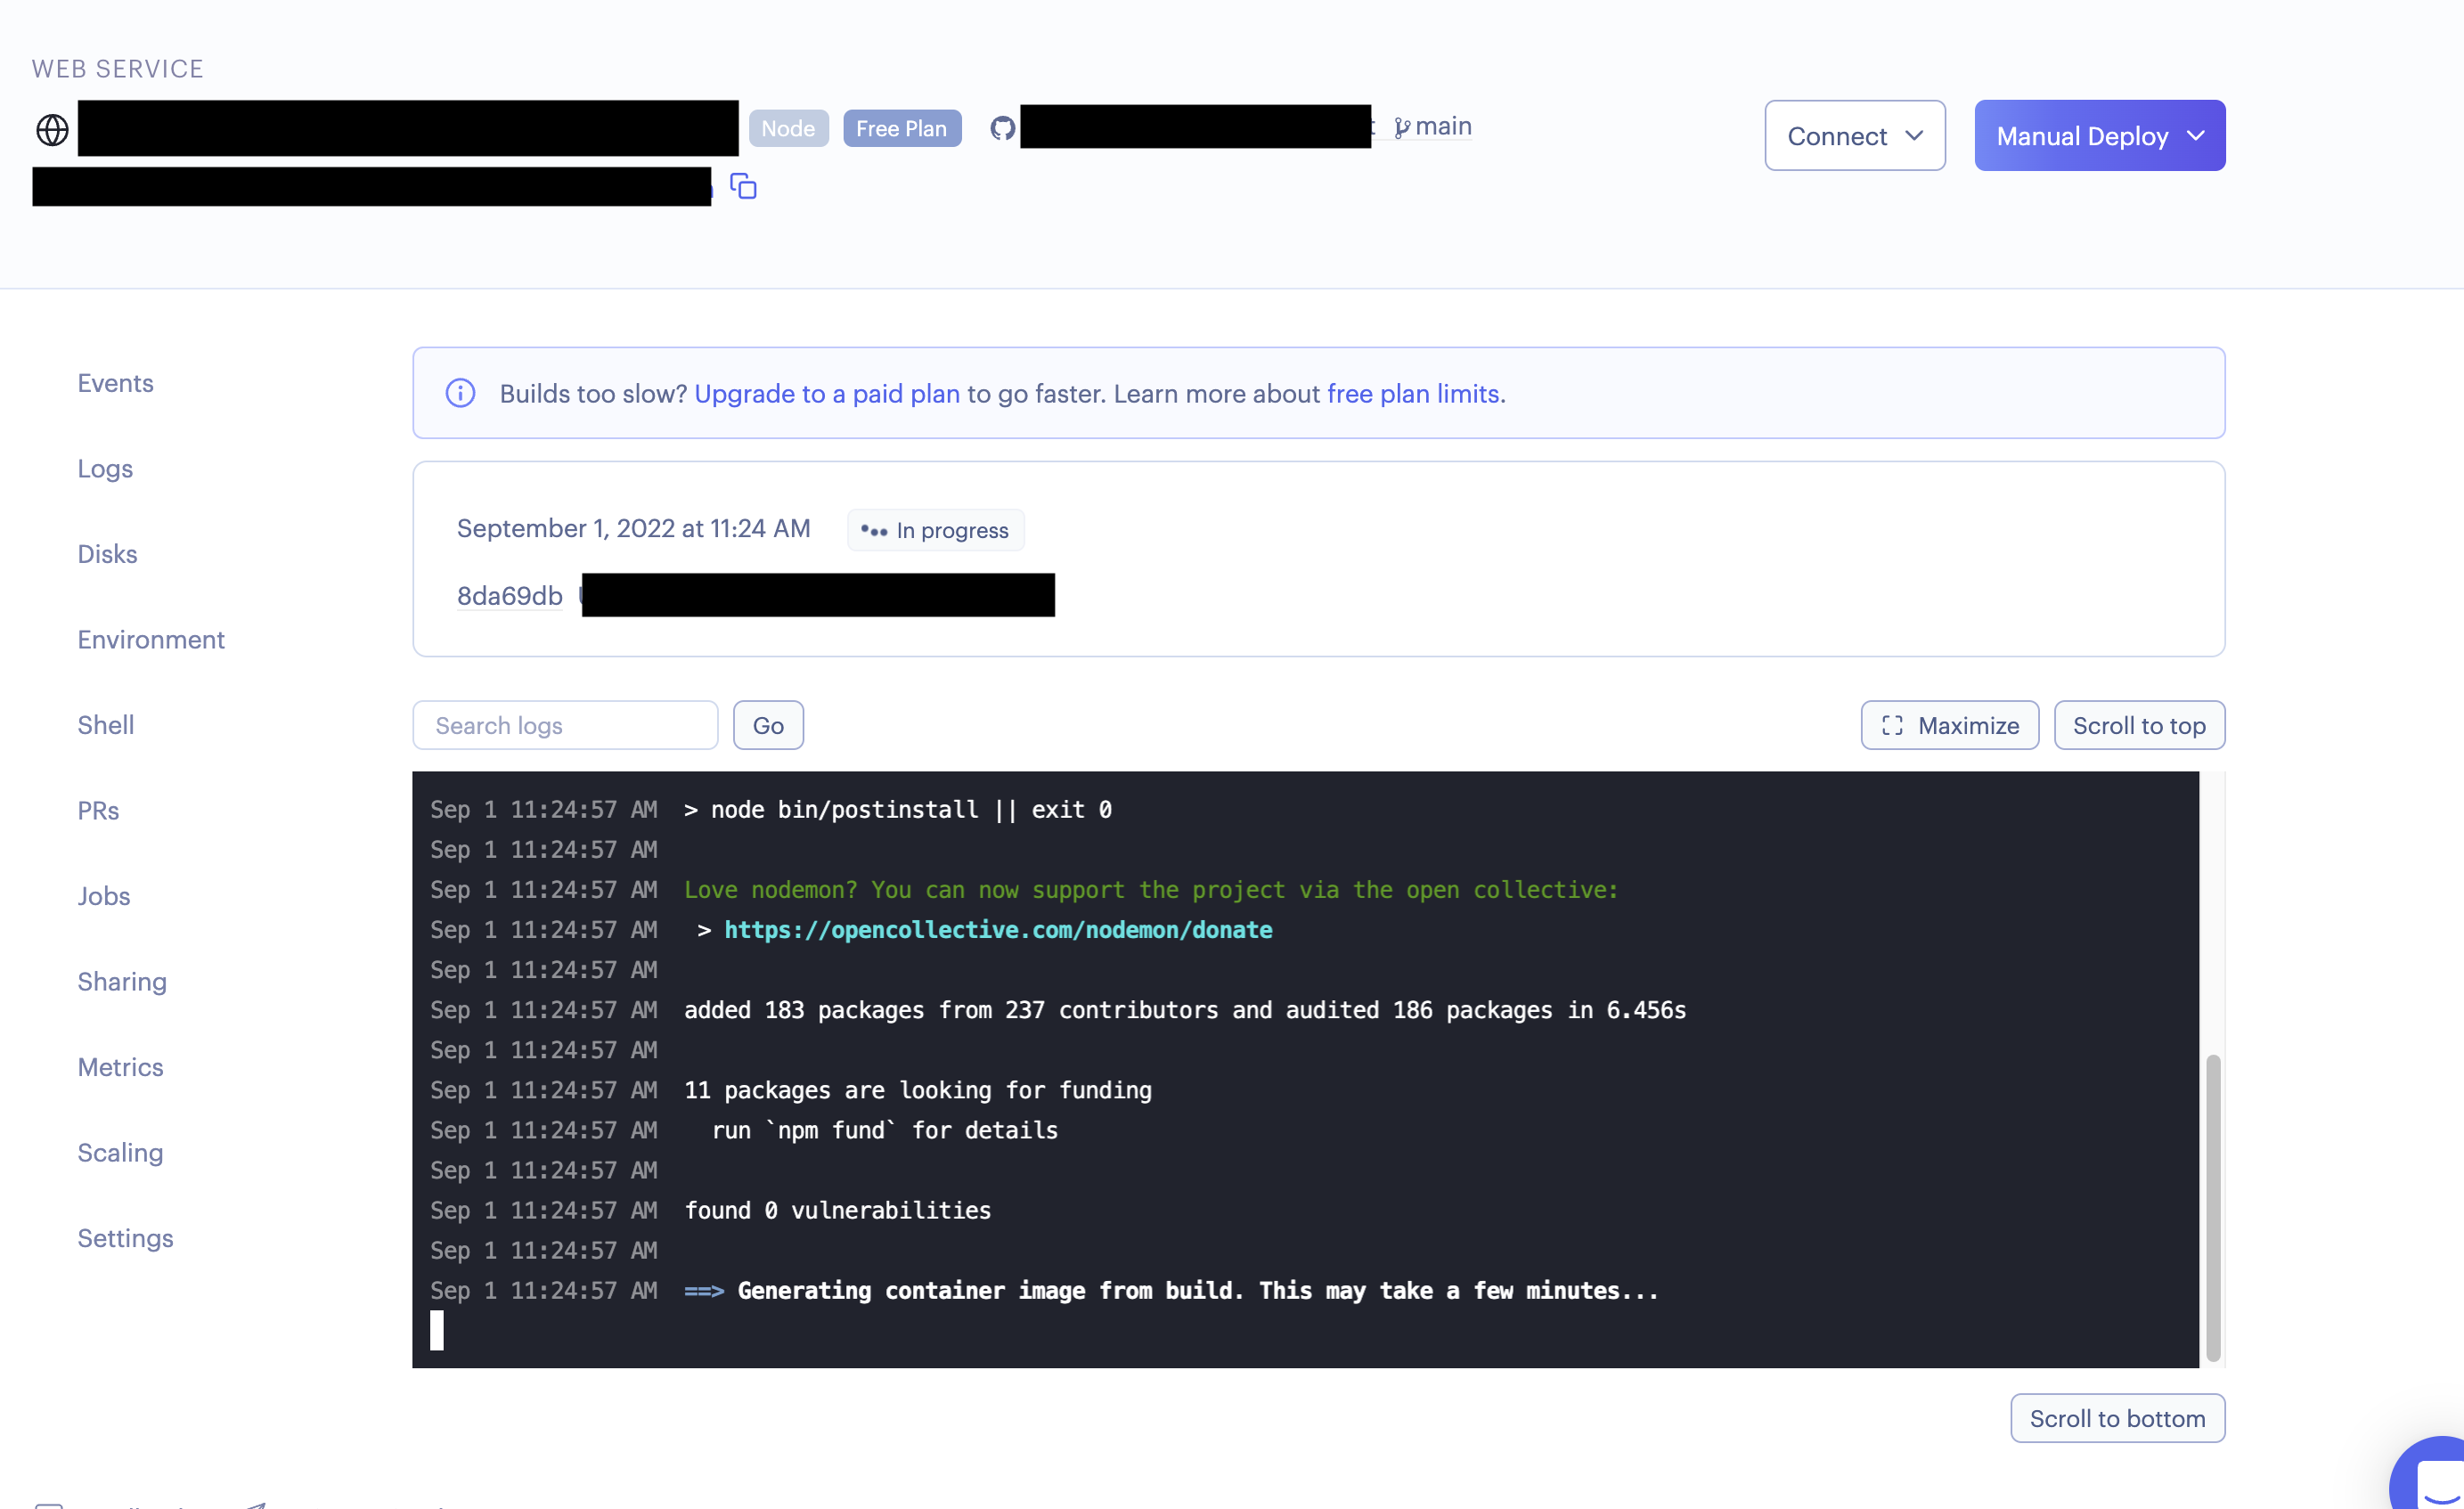 WEB SERVICE
Node Free Plan main
Connect
Manual Deploy
Events
Logs
Disks
Environment
Shell
PRs
Jobs
Sharing
Metrics
Scaling
Settings
Builds too slow? Upgrade to a paid plan to go faster. Learn more about free plan limits.
September 1, 2022 at 11:24 AM In progress
8da69db
Search logs Go Maximize Scroll to top
Sep 1 11:24:57 AM > node bin/postinstall || exit 0
Sep 1 11:24:57 AM
Sep 1 11:24:57 AM Love nodemon? You can now support the project via the open collective:
Sep 1 11:24:57 AM > https://opencollective.com/nodemon/donate
Sep 1 11:24:57 AM
Sep 1 11:24:57 AM added 183 packages from 237 contributors and audited 186 packages in 6.456s
Sep 1 11:24:57 AM
Sep 1 11:24:57 AM 11 packages are looking for funding
Sep 1 11:24:57 AM run `npm fund` for details
Sep 1 11:24:57 AM
Sep 1 11:24:57 AM found 0 vulnerabilities
Sep 1 11:24:57 AM
Sep 1 11:24:57 AM ==> Generating container image from build. This may take a few minutes...
Scroll to bottom